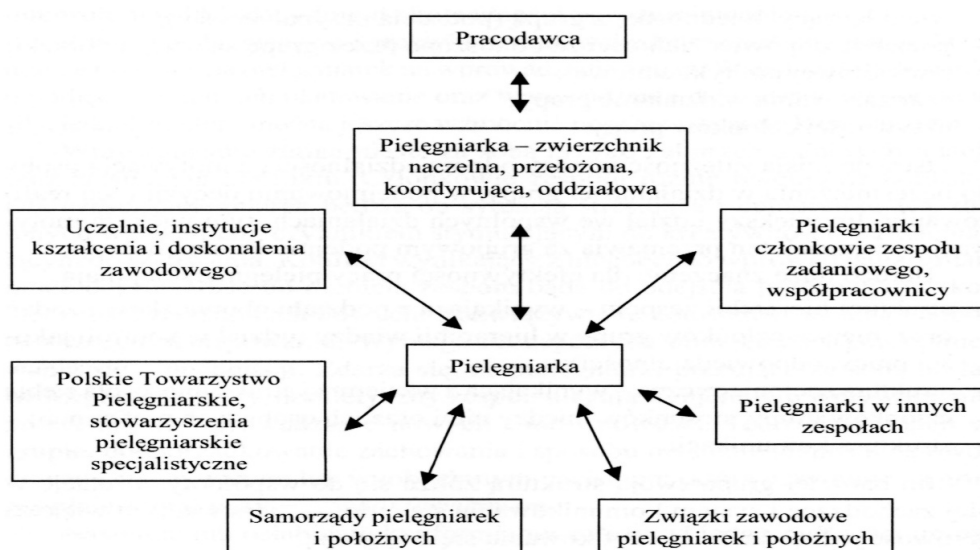 Pracodawca
Pielęgniarka – zwierzchnik
naczelna, przełożona,
koordynująca, oddziałowa
Uczelnie, instytucje
kształcenia i doskonalenia
zawodowego
Pielęgniarki
członkowie zespołu
zadaniowego,
współpracownicy
Pielęgniarka
Polskie Towarzystwo
Pielęgniarskie,
stowarzyszenia
pielęgniarskie
specjalistyczne
Pielęgniarki w innych
zespołach
Samorządy pielęgniarek
i położnych
Związki zawodowe
pielęgniarek i położnych